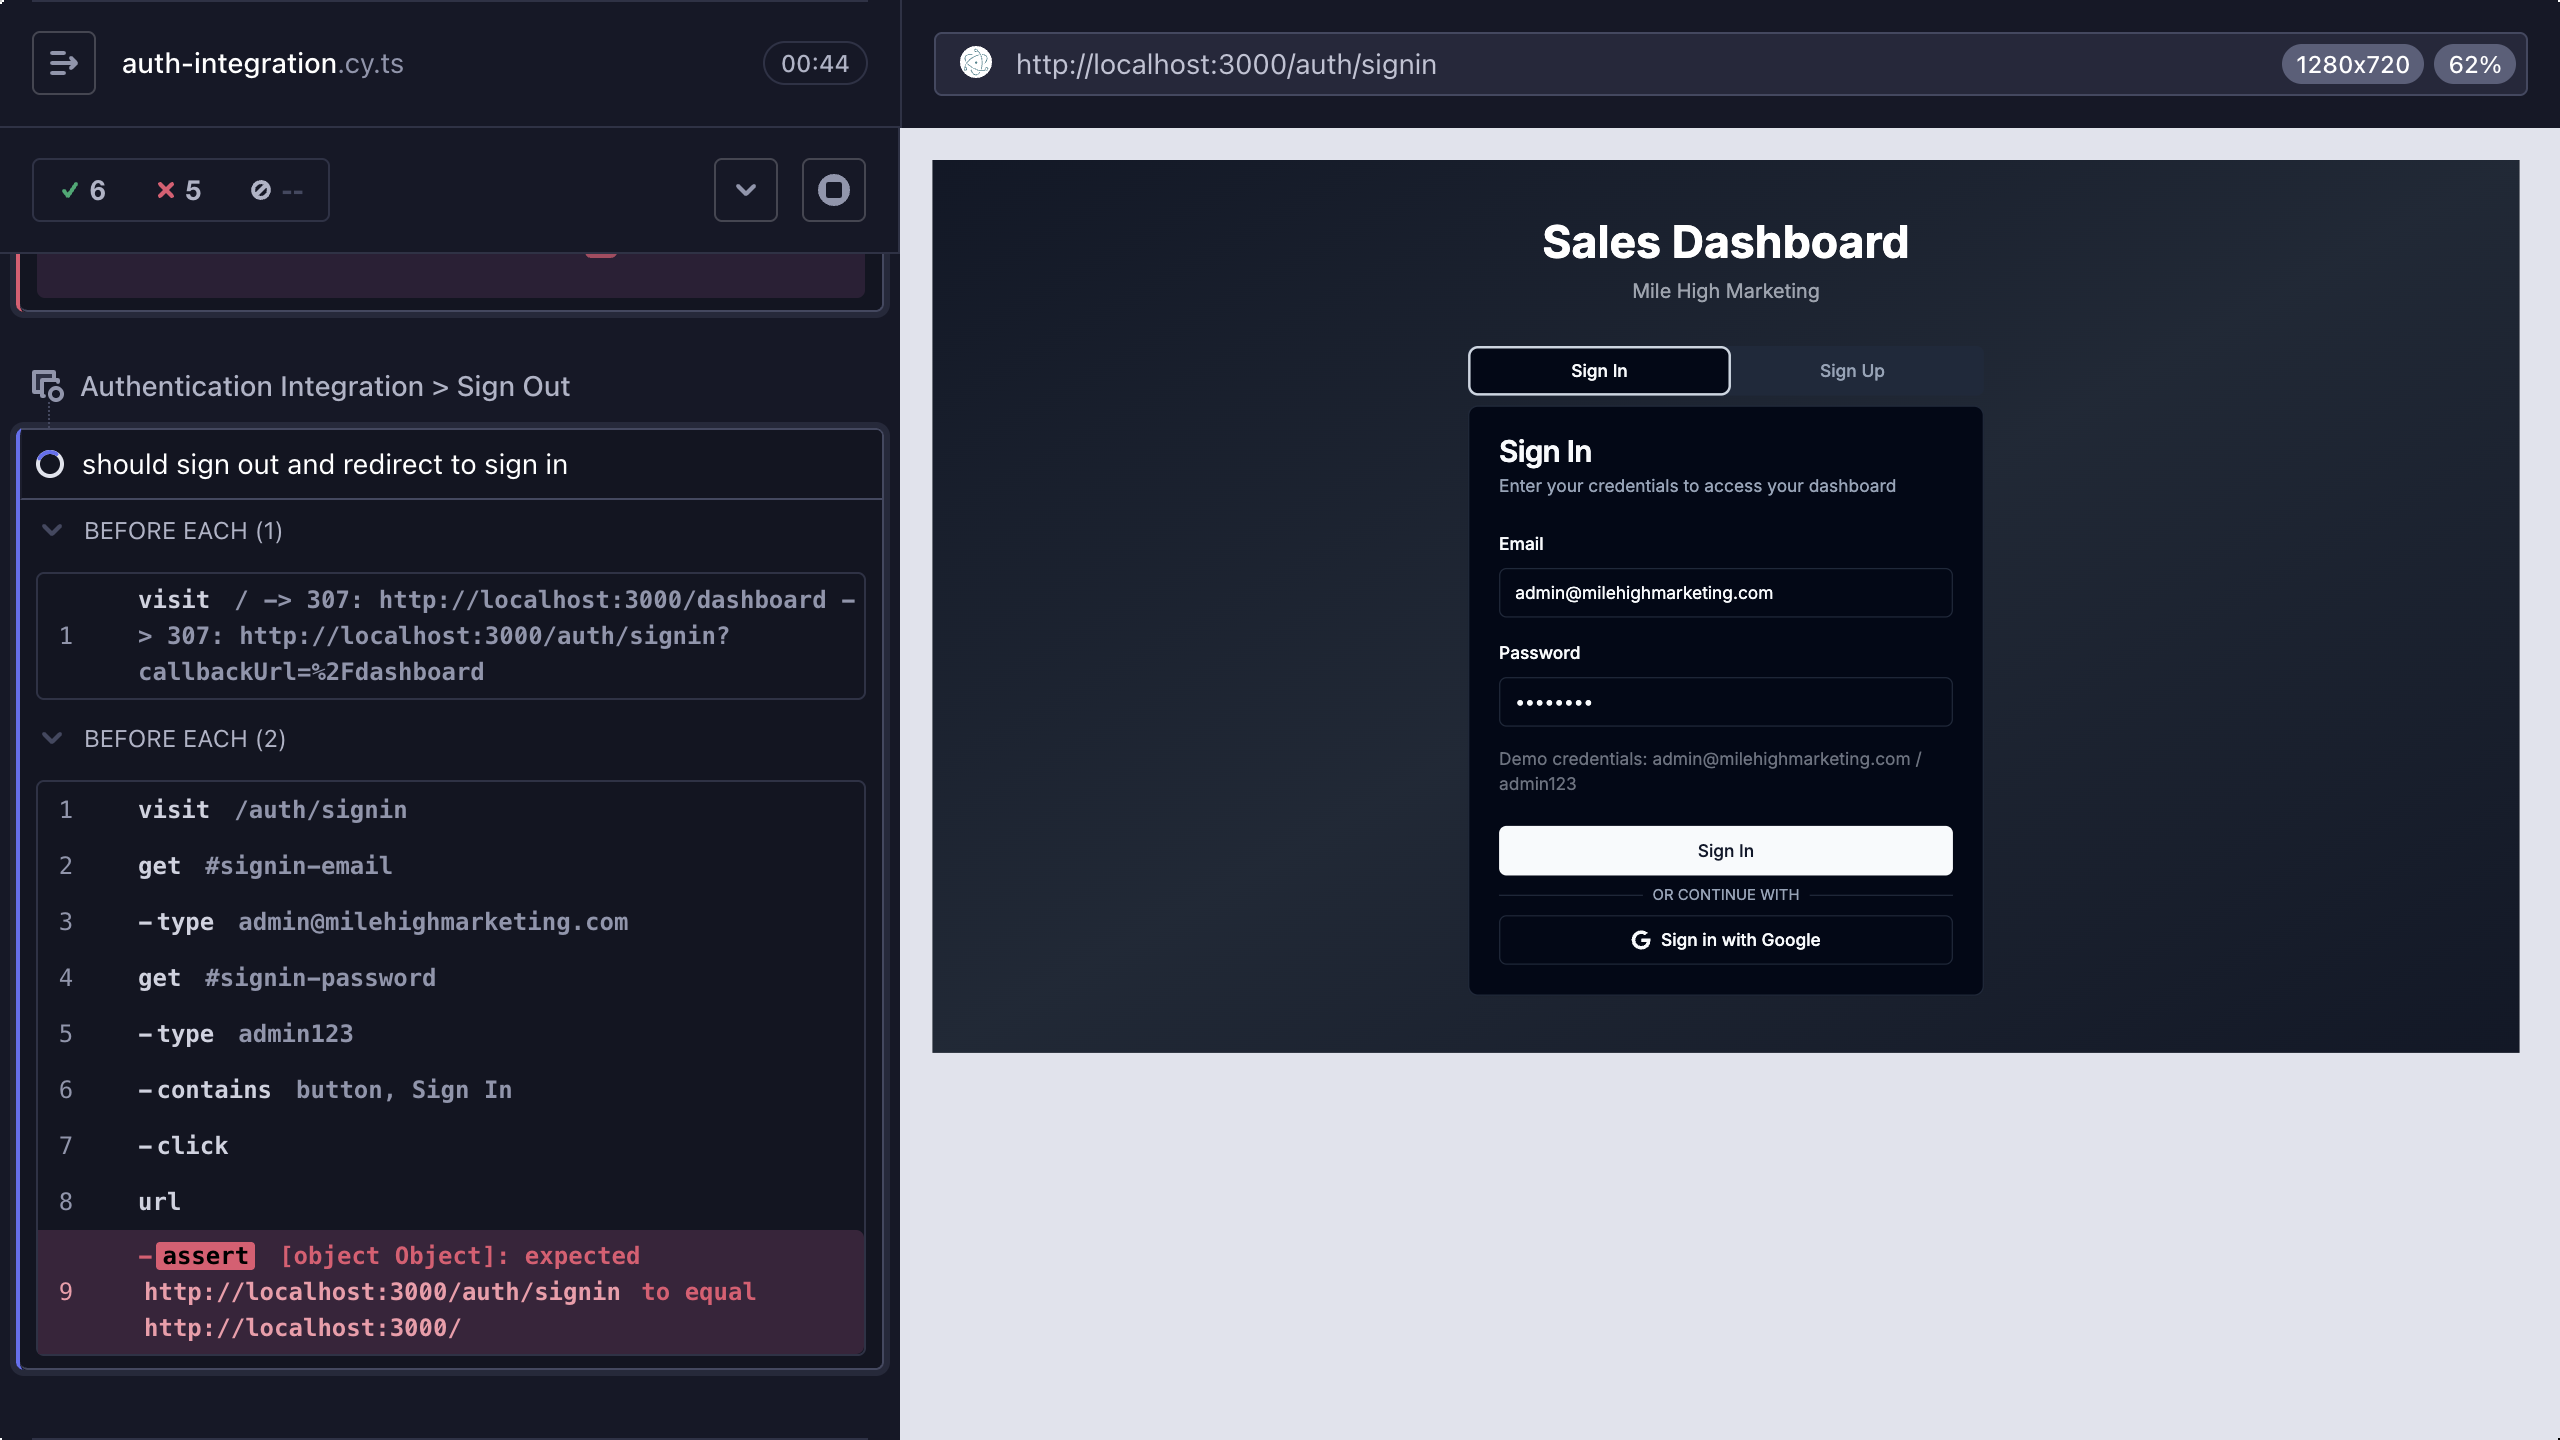 auth-integration.cy.ts
00:44
6 5 --
Authentication Integration > Sign Out
should sign out and redirect to sign in
BEFORE EACH (1)
1 visit / -> 307: http://localhost:3000/dashboard -
> 307: http://localhost:3000/auth/signin?
callbackUrl=%2Fdashboard
BEFORE EACH (2)
1 visit /auth/signin
2 get #signin-email
3 -type admin@milehighmarketing.com
4 get #signin-password
5 -type admin123
6 -contains button, Sign In
7 -click
8 url
9 -assert [object Object]: expected
http://localhost:3000/auth/signin to equal
http://localhost:3000/
http://localhost:3000/auth/signin
1280x720
62%
Sales Dashboard
Mile High Marketing
Sign In
Sign Up
Sign In
Enter your credentials to access your dashboard
Email
admin@milehighmarketing.com
Password
••••••••
Demo credentials: admin@milehighmarketing.com /
admin123
Sign In
OR CONTINUE WITH
G Sign in with Google